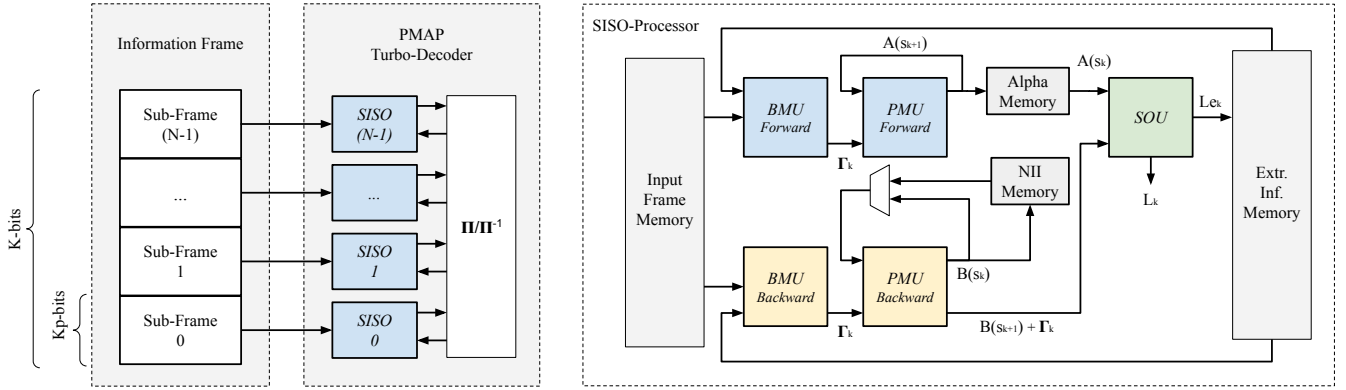 Information Frame
K-bits
Kp-bits
Sub-Frame
(N-1)
...
Sub-Frame
1
Sub-Frame
0
PMAP
Turbo-Decoder
SISO
(N-1)
...
SISO
1
SISO
0
Π/Π⁻¹
SISO-Processor
Input
Frame
Memory
BMU
Forward
Γₖ
PMU
Forward
A(sₖ₊₁)
Alpha
Memory
A(sₖ)
SOU
Leₖ
Lₖ
NII
Memory
BMU
Backward
Γₖ
PMU
Backward
B(sₖ)
B(sₖ₊₁) + Γₖ
Extr.
Inf.
Memory